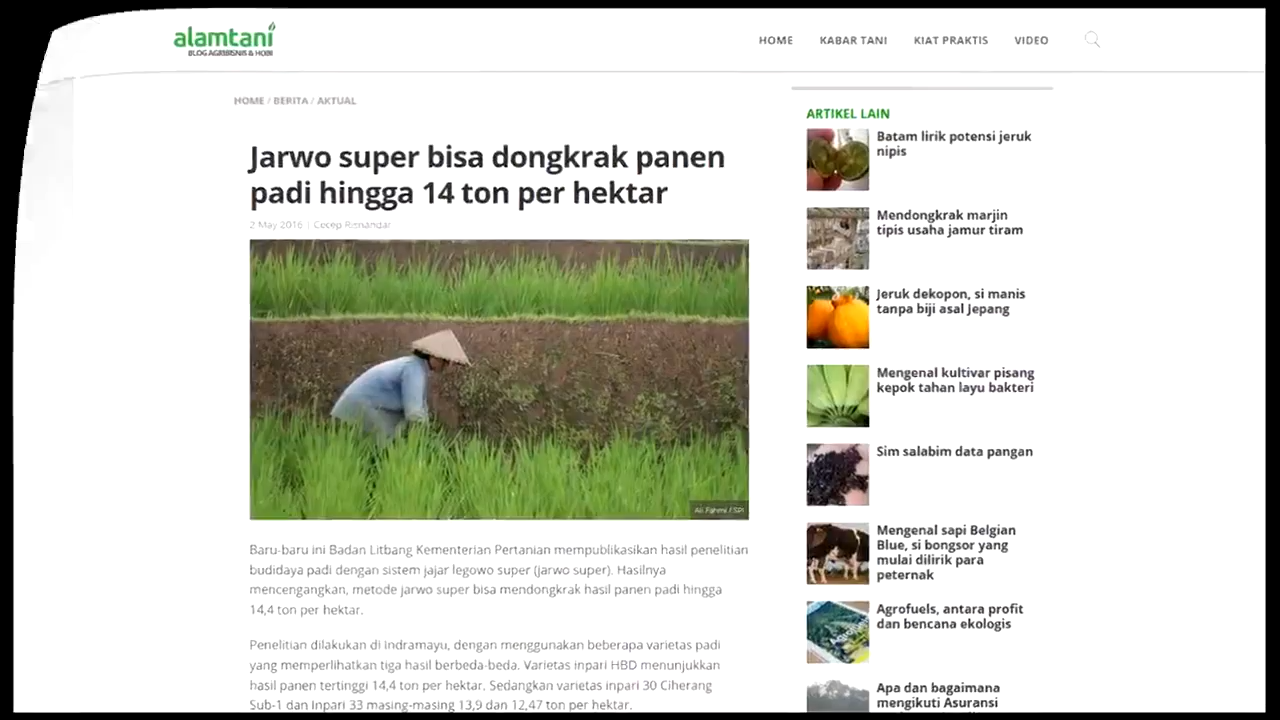 alamtani
BLOG AGRIBISNIS & HOBI
HOME
KABAR TANI
KIAT PRAKTIS
VIDEO
HOME / BERITA / AKTUAL
Jarwo super bisa dongkrak panen
padi hingga 14 ton per hektar
2 May 2016 | Cecep Risnandar
Ali Fahmi / SPI
Baru-baru ini Badan Litbang Kementerian Pertanian mempublikasikan hasil penelitian
budidaya padi dengan sistem jajar legowo super (jarwo super). Hasilnya
mencengangkan, metode jarwo super bisa mendongkrak hasil panen padi hingga
14,4 ton per hektar.
Penelitian dilakukan di Indramayu, dengan menggunakan beberapa varietas padi
yang memperlihatkan tiga hasil berbeda-beda. Varietas inpari HBD menunjukkan
hasil panen tertinggi 14,4 ton per hektar. Sedangkan varietas inpari 30 Ciherang
Sub-1 dan Inpari 33 masing-masing 13,9 dan 12,47 ton per hektar.
ARTIKEL LAIN
Batam lirik potensi jeruk
nipis
Mendongkrak marjin
tipis usaha jamur tiram
Jeruk dekopon, si manis
tanpa biji asal Jepang
Mengenal kultivar pisang
kepok tahan layu bakteri
Sim salabim data pangan
Mengenal sapi Belgian
Blue, si bongsor yang
mulai dilirik para
peternak
Agrofuels, antara profit
dan bencana ekologis
Apa dan bagaimana
mengikuti Asuransi